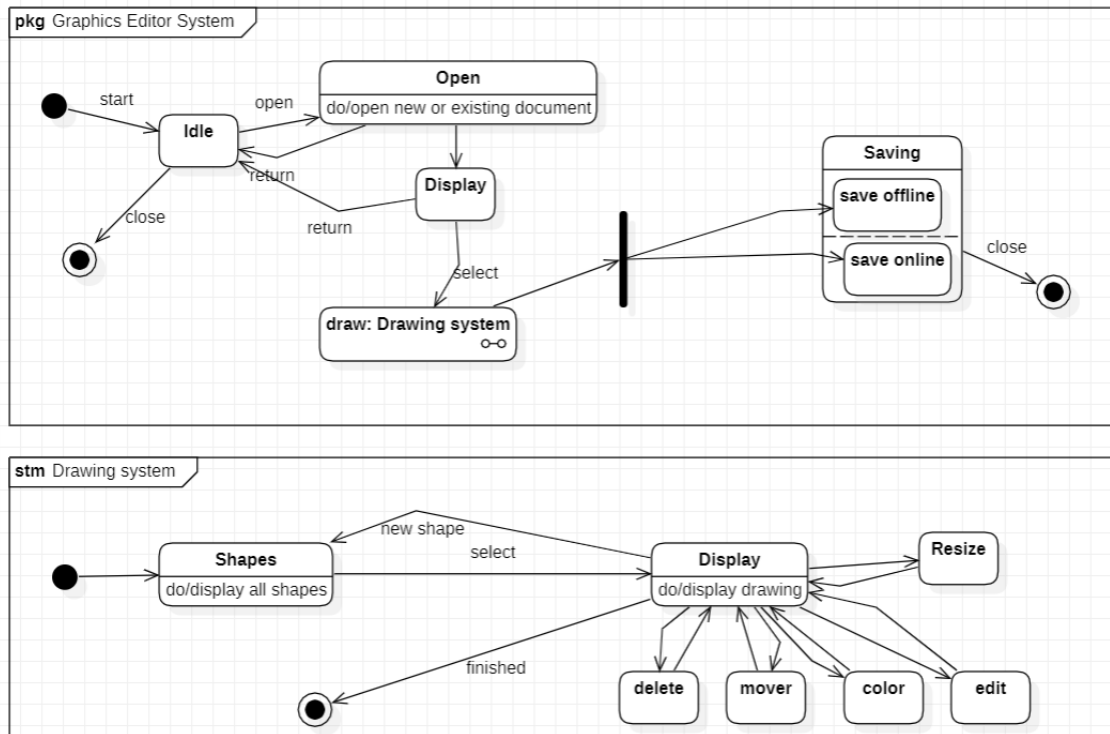 pkg Graphics Editor System
start
Idle
open
Open
do/open new or existing document
return
Display
return
close
select
draw: Drawing system
Saving
save offline
save online
close
stm Drawing system
Shapes
do/display all shapes
new shape
select
Display
do/display drawing
Resize
finished
delete
mover
color
edit